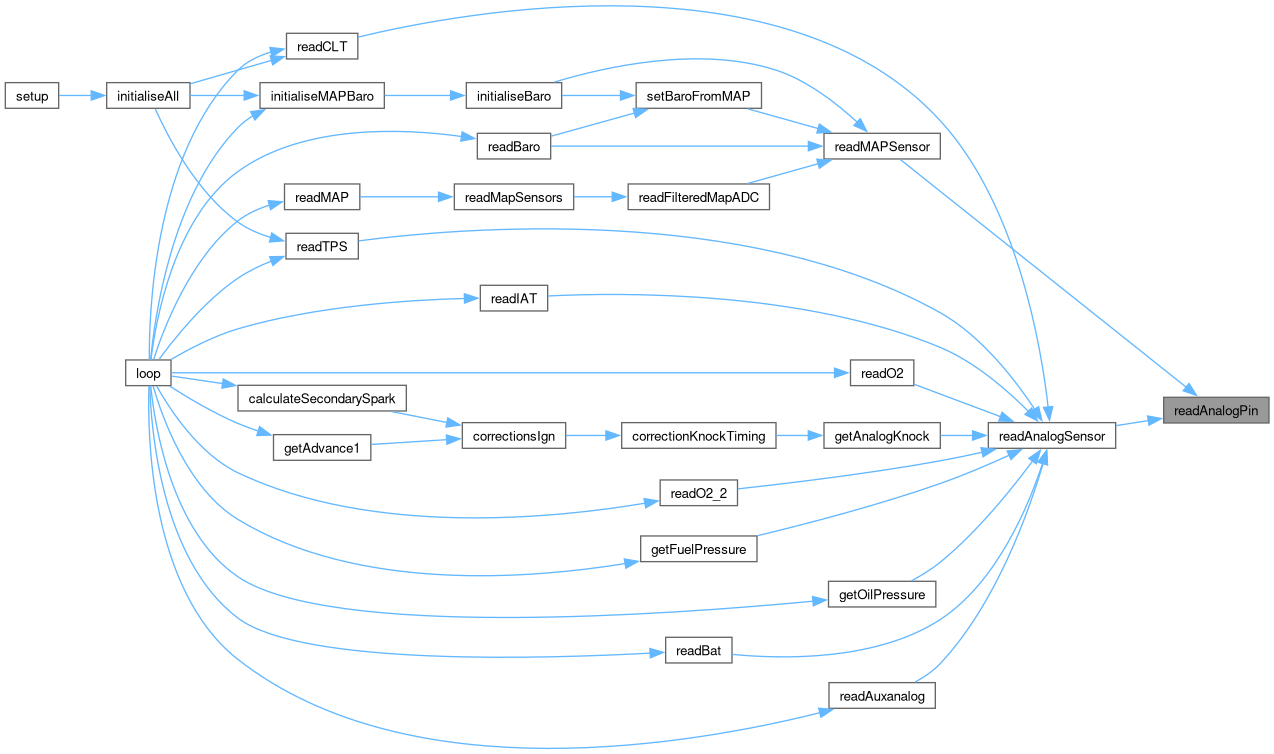 readCLT
setup
initialiseAll
initialiseMAPBaro
initialiseBaro
setBaroFromMAP
readBaro
readMAPSensor
readMAP
readMapSensors
readFilteredMapADC
readTPS
readIAT
loop
readO2
calculateSecondarySpark
readAnalogPin
getAdvance1
correctionsIgn
correctionKnockTiming
getAnalogKnock
readAnalogSensor
readO2_2
getFuelPressure
getOilPressure
readBat
readAuxanalog